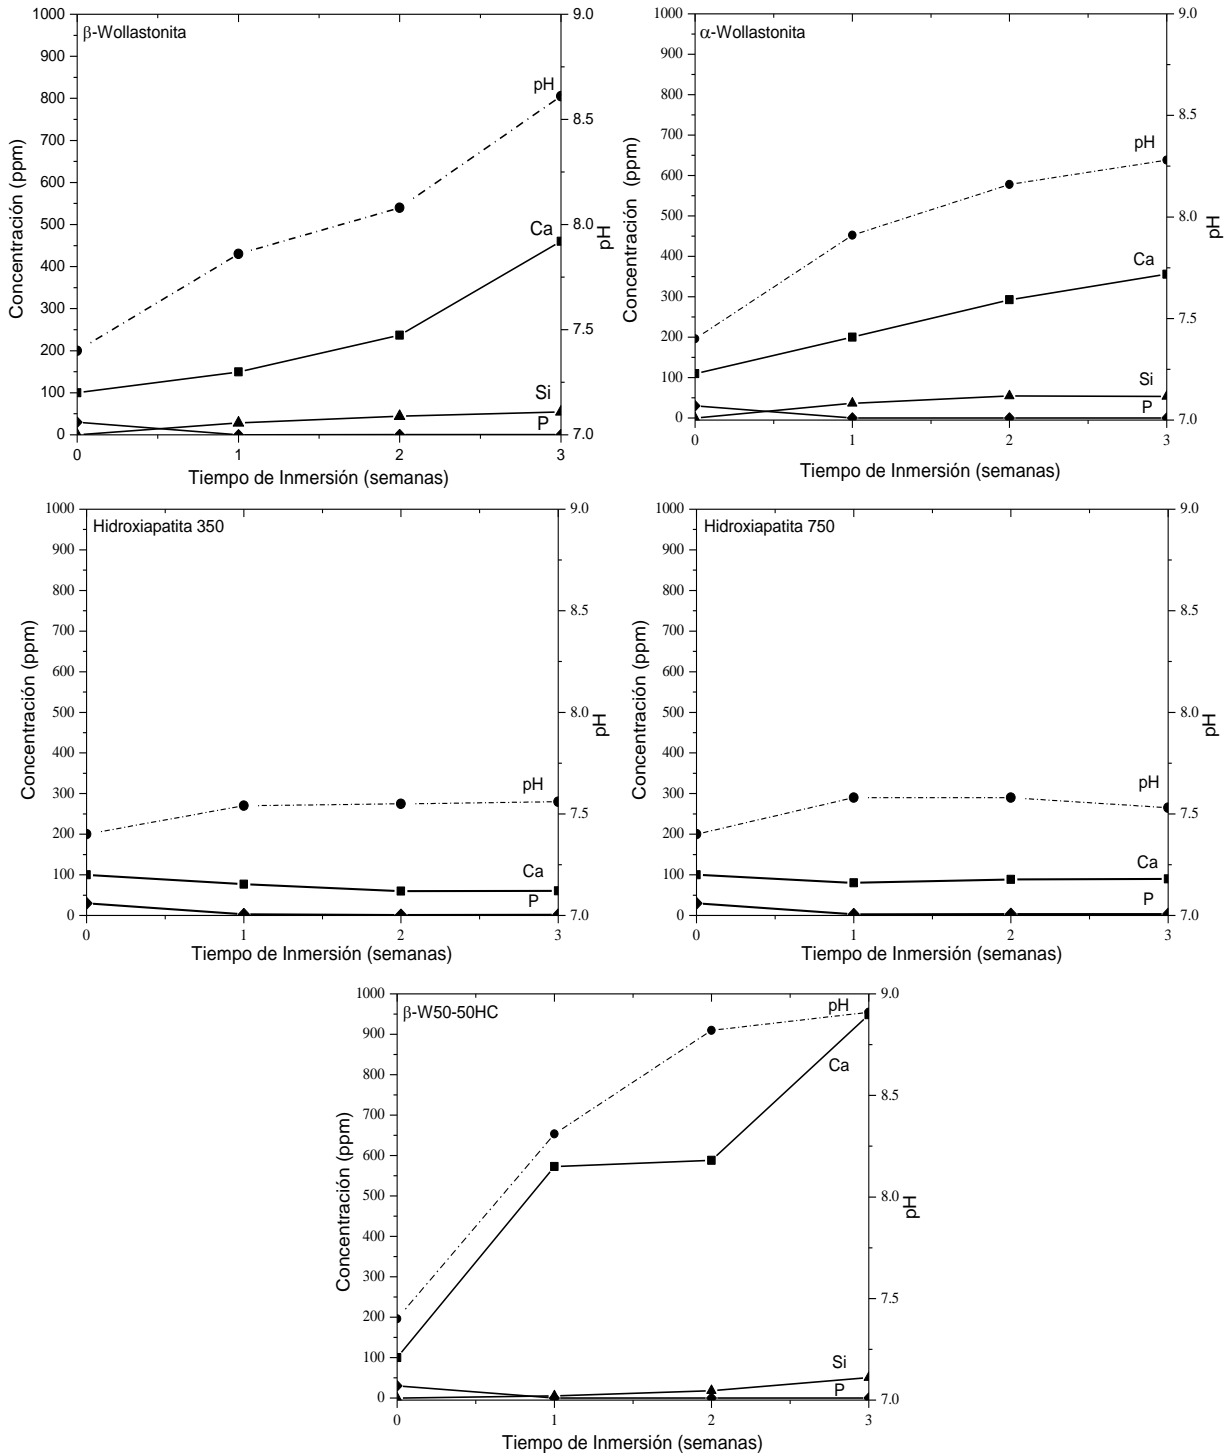 β-Wollastonita
1000
900
800
700
600
500
400
300
200
100
0
Concentración (ppm)
9.0
8.5
8.0
7.5
7.0
pH
pH
Ca
Si
P
0 1 2 3
Tiempo de Inmersión (semanas)
α-Wollastonita
1000
900
800
700
600
500
400
300
200
100
0
Concentración (ppm)
9.0
8.5
8.0
7.5
7.0
pH
pH
Ca
Si
P
0 1 2 3
Tiempo de Inmersión (semanas)
Hidroxiapatita 350
1000
900
800
700
600
500
400
300
200
100
0
Concentración (ppm)
9.0
8.5
8.0
7.5
7.0
pH
pH
Ca
P
0 1 2 3
Tiempo de Inmersión (semanas)
Hidroxiapatita 750
1000
900
800
700
600
500
400
300
200
100
0
Concentración (ppm)
9.0
8.5
8.0
7.5
7.0
pH
pH
Ca
P
0 1 2 3
Tiempo de Inmersión (semanas)
β-W50-50HC
1000
900
800
700
600
500
400
300
200
100
0
Concentración (ppm)
9.0
8.5
8.0
7.5
7.0
pH
pH
Ca
Si
P
0 1 2 3
Tiempo de Inmersión (semanas)